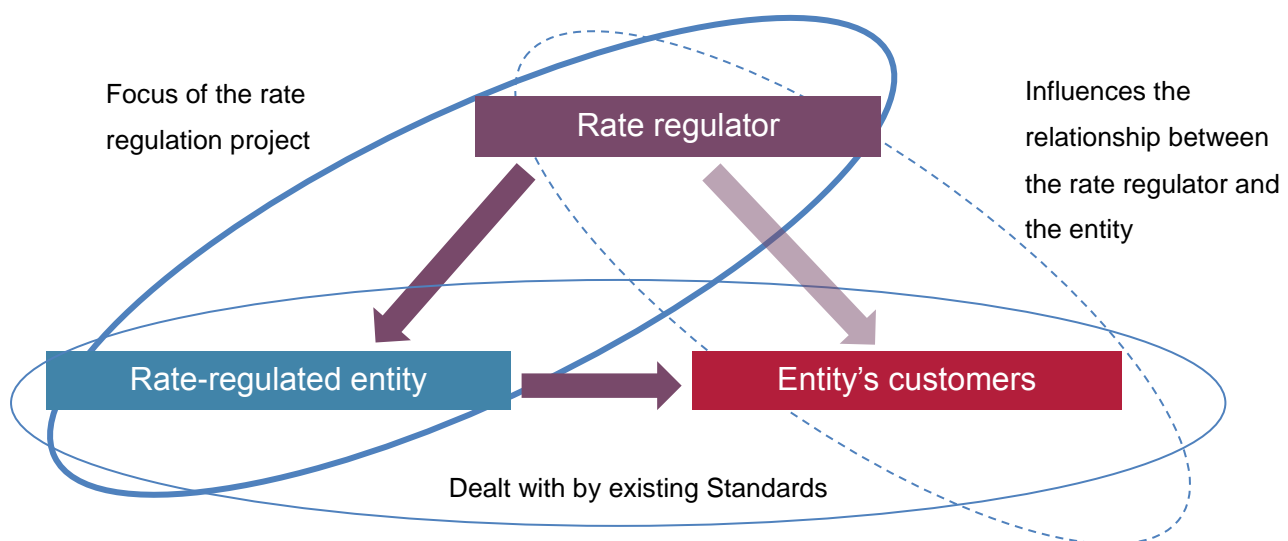 Focus of the rate
regulation project
Rate regulator
Influences the
relationship between
the rate regulator and
the entity
Rate-regulated entity
Entity's customers
Dealt with by existing Standards